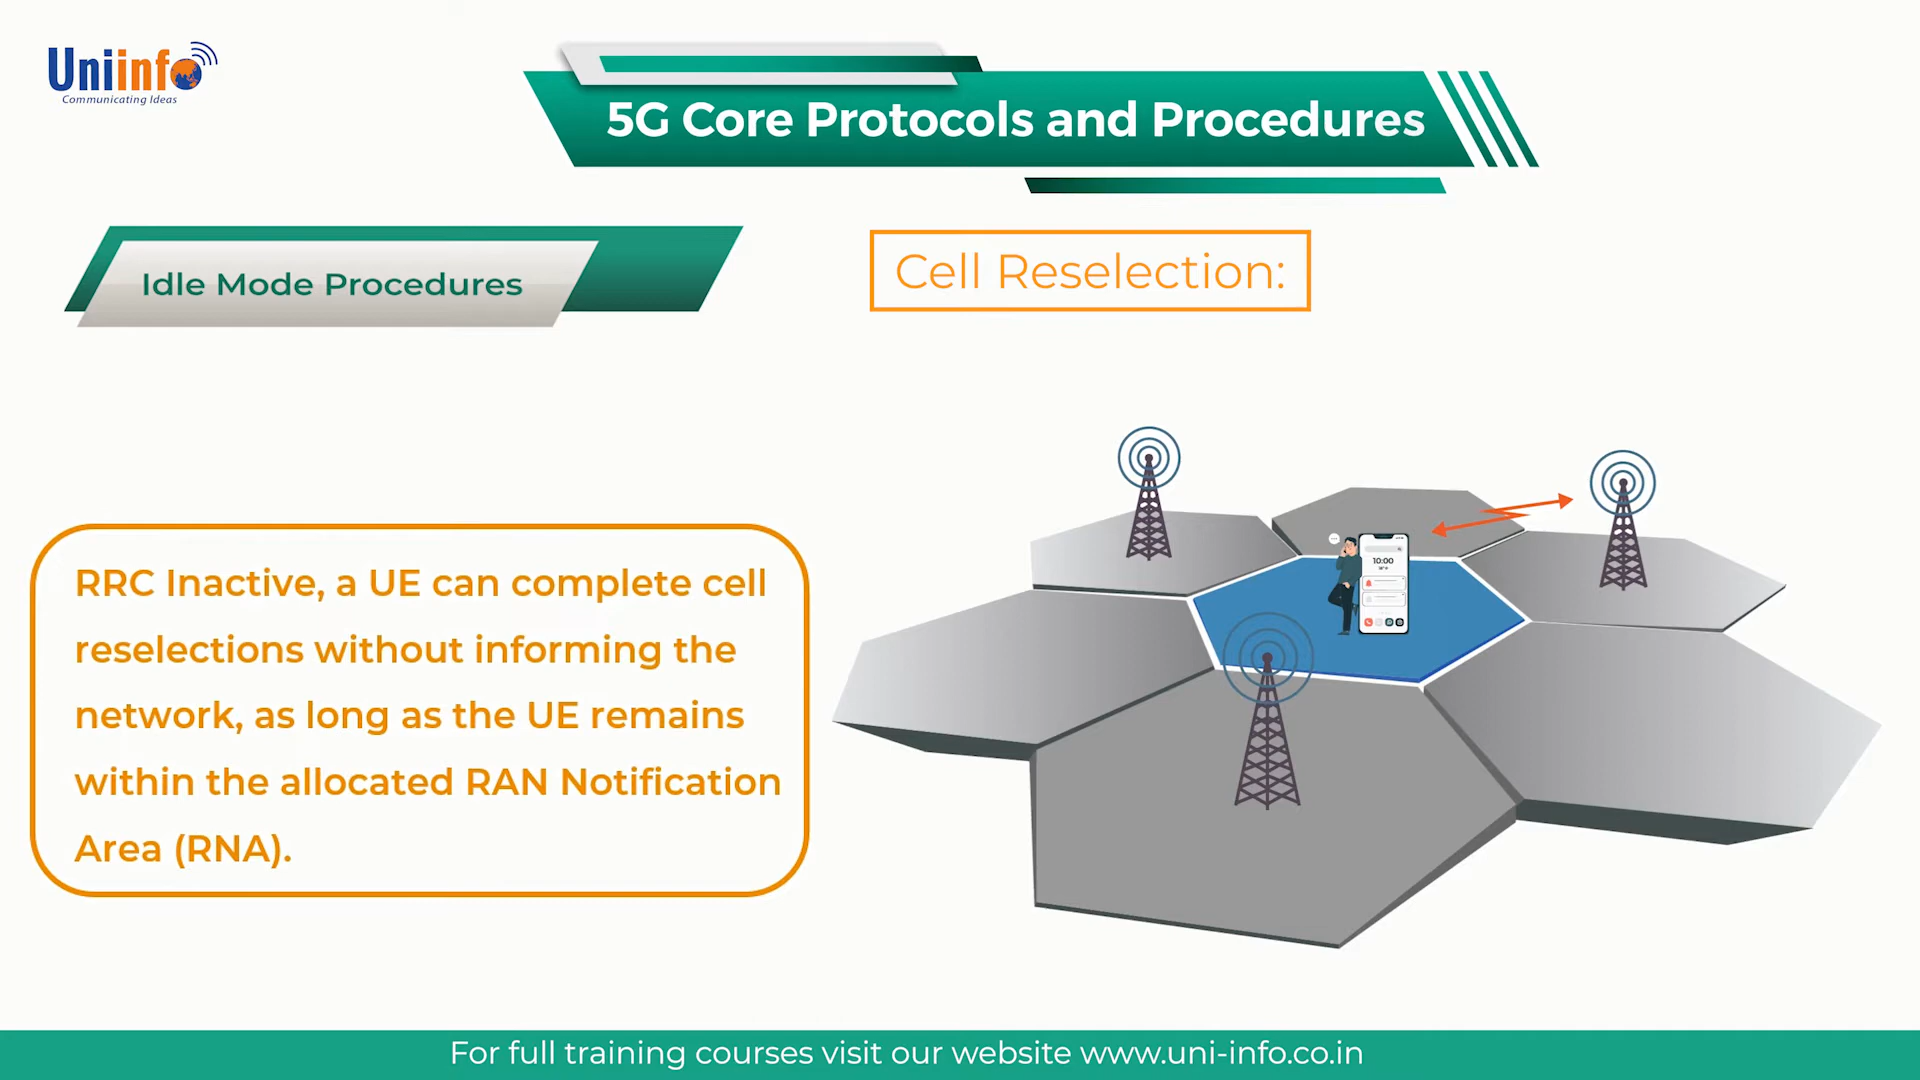 Uniinfo
Communicating Ideas
5G Core Protocols and Procedures
Idle Mode Procedures
Cell Reselection:
RRC Inactive, a UE can complete cell
reselections without informing the
network, as long as the UE remains
within the allocated RAN Notification
Area (RNA).
10:00
For full training courses visit our website www.uni-info.co.in